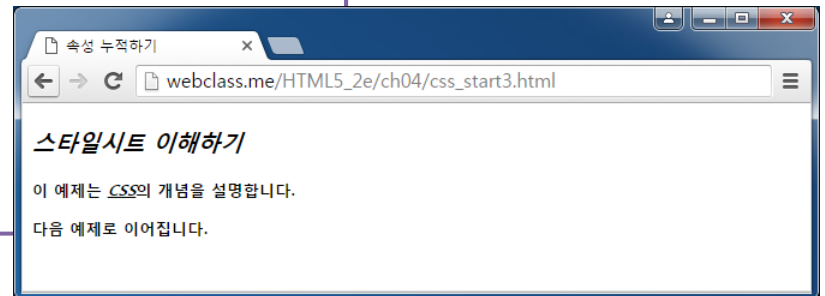 속성 누적하기
webclass.me/HTML5_2e/ch04/css_start3.html
스타일시트 이해하기
이 예제는 CSS의 개념을 설명합니다.
다음 예제로 이어집니다.